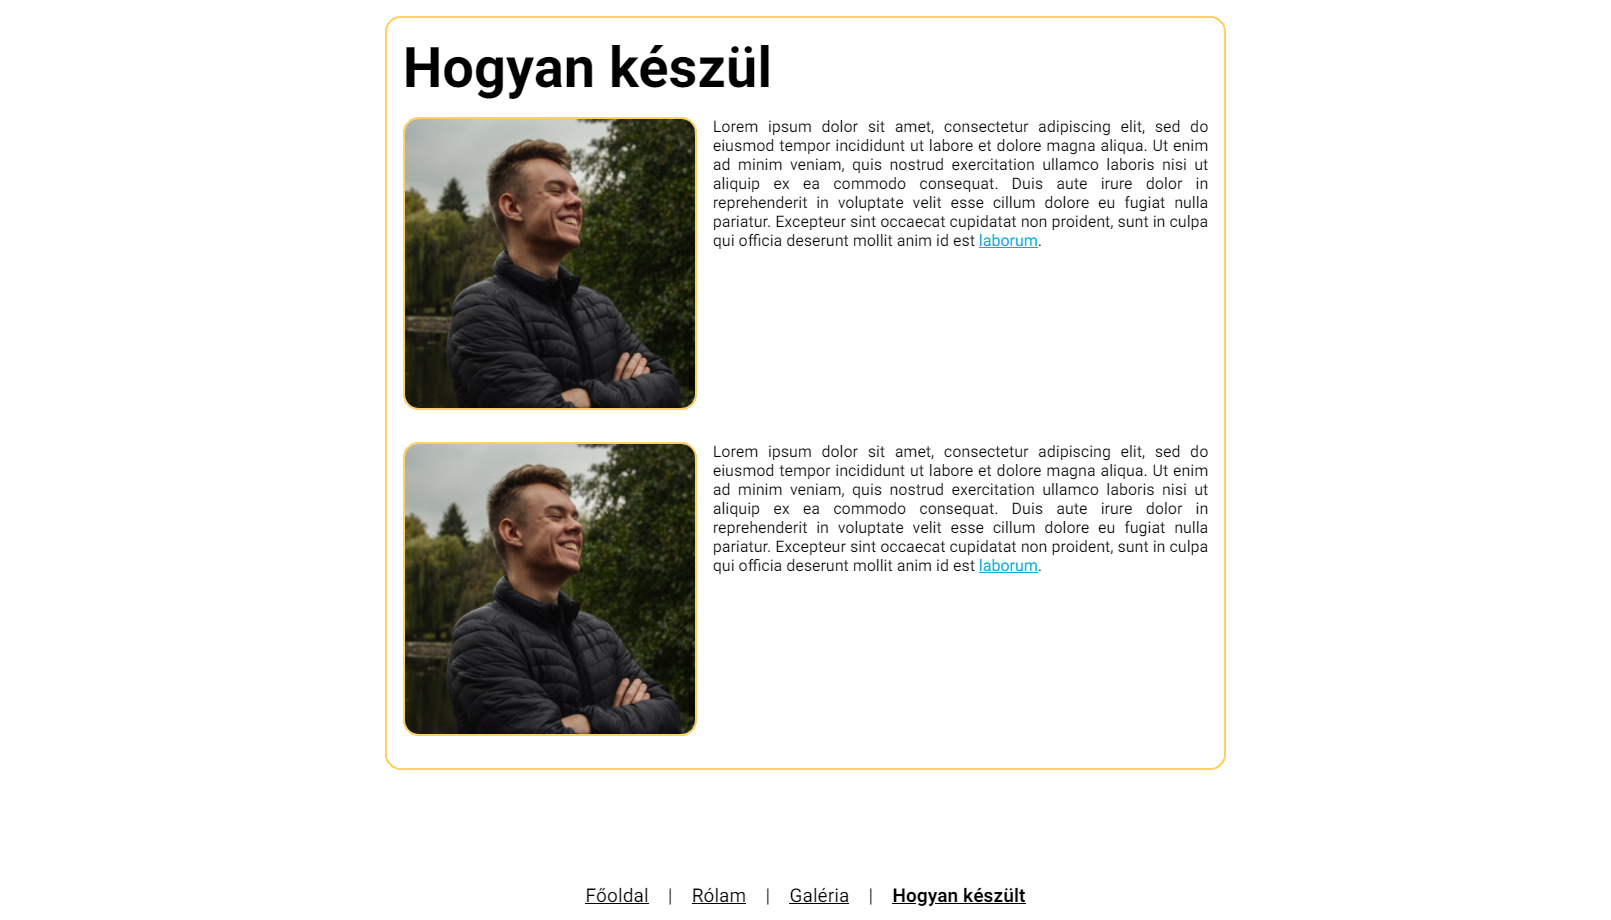 Hogyan készül
Lorem ipsum dolor sit amet, consectetur adipiscing elit, sed do
eiusmod tempor incididunt ut labore et dolore magna aliqua. Ut enim
ad minim veniam, quis nostrud exercitation ullamco laboris nisi ut
aliquip ex ea commodo consequat. Duis aute irure dolor in
reprehenderit in voluptate velit esse cillum dolore eu fugiat nulla
pariatur. Excepteur sint occaecat cupidatat non proident, sunt in culpa
qui officia deserunt mollit anim id est laborum.
Lorem ipsum dolor sit amet, consectetur adipiscing elit, sed do
eiusmod tempor incididunt ut labore et dolore magna aliqua. Ut enim
ad minim veniam, quis nostrud exercitation ullamco laboris nisi ut
aliquip ex ea commodo consequat. Duis aute irure dolor in
reprehenderit in voluptate velit esse cillum dolore eu fugiat nulla
pariatur. Excepteur sint occaecat cupidatat non proident, sunt in culpa
qui officia deserunt mollit anim id est laborum.
Főoldal | Rólam | Galéria | Hogyan készült